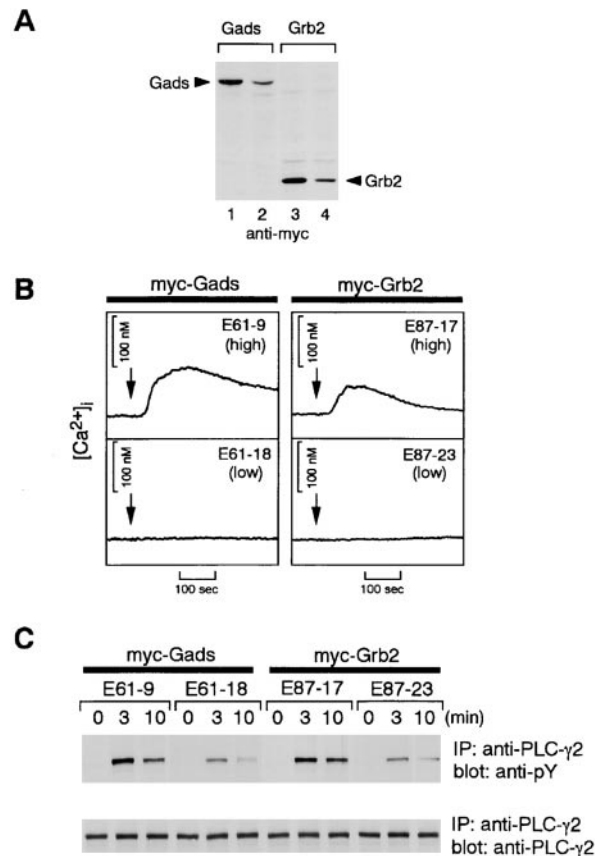 A
Gads Grb2
Gads
Grb2
1 2 3 4
anti-myc
B
myc-Gads myc-Grb2
E61-9
(high)
100 nM
E87-17
(high)
100 nM
[Ca²⁺]i
E61-18
(low)
100 nM
E87-23
(low)
100 nM
100 sec 100 sec
C
myc-Gads myc-Grb2
E61-9 E61-18 E87-17 E87-23
0 3 10 0 3 10 0 3 10 0 3 10 (min)
IP: anti-PLC-γ2
blot: anti-pY
IP: anti-PLC-γ2
blot: anti-PLC-γ2